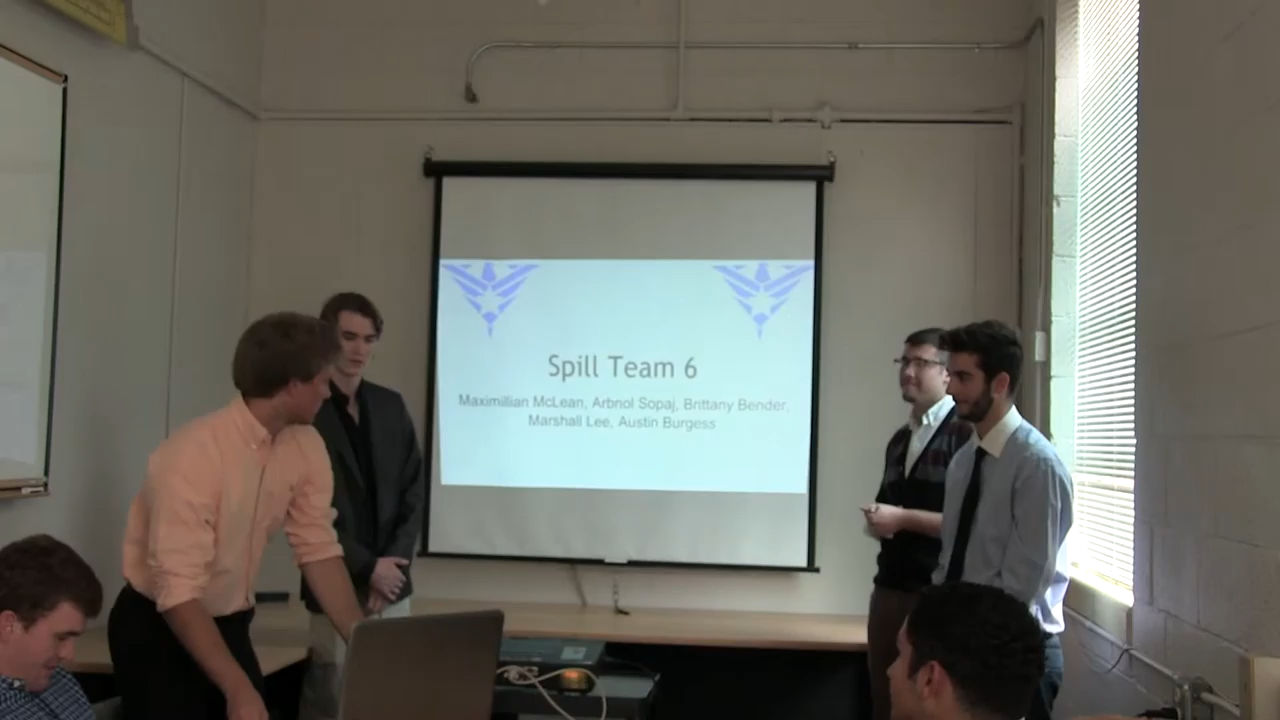 Spill Team 6
Maximillian McLean, Arbnol Sopaj, Brittany Bender,
Marshall Lee, Austin Burgess